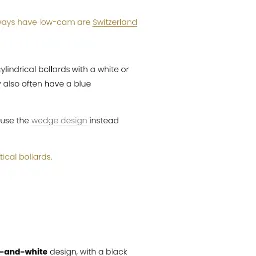 ays have low-cam are Switzerland
ylindrical bollards with a white or
also often have a blue
use the wedge design instead
tical bollards.
-and-white design, with a black